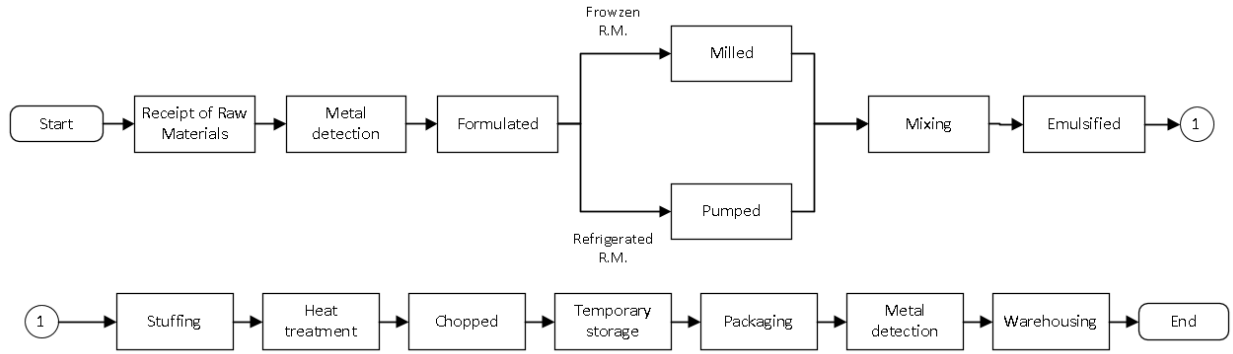 Frowzen
R.M.
Milled
Start
Receipt of Raw
Materials
Metal
detection
Formulated
Mixing
Emulsified
1
Pumped
Refrigerated
R.M.
1
Stuffing
Heat
treatment
Chopped
Temporary
storage
Packaging
Metal
detection
Warehousing
End